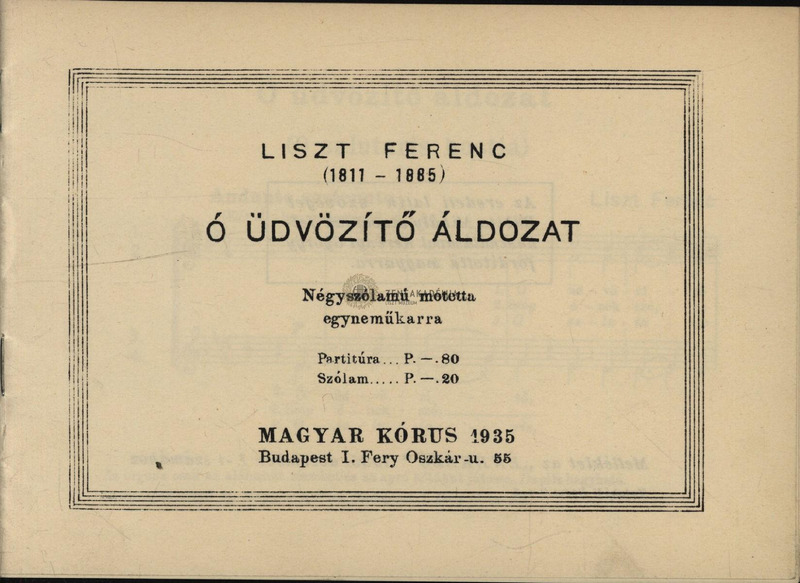 LISZT FERENC
(1811 - 1885)
Ó ÜDVÖZÍTŐ ÁLDOZAT
Négyszólamú motetta
egyneműkarra
Partitúra... P. —.80
Szólam..... P. —.20
MAGYAR KÓRUS 1935
Budapest I. Fery Oszkár-u. 55